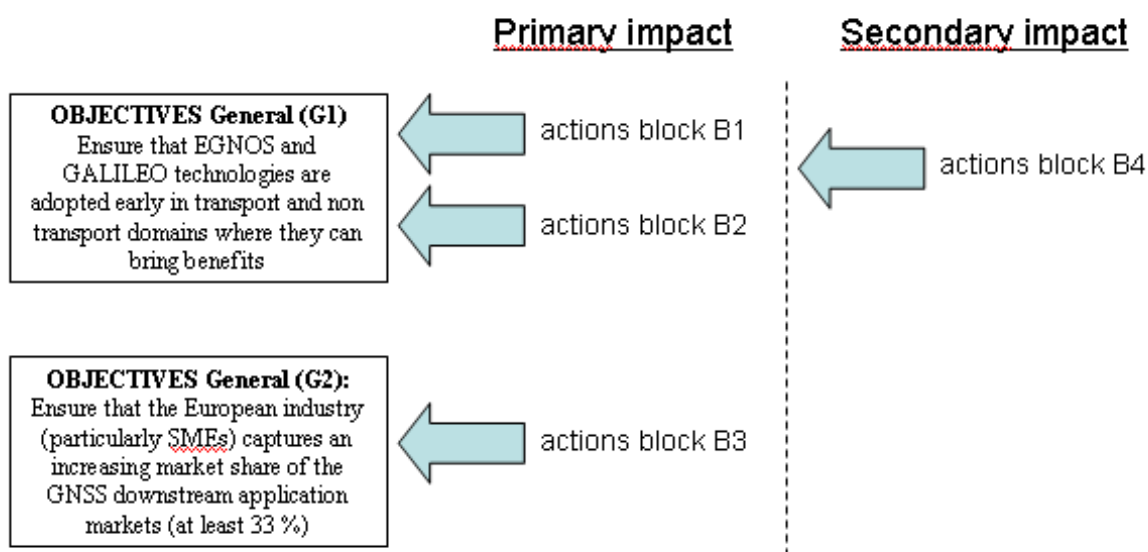 Primary impact
Secondary impact
OBJECTIVES General (G1)
Ensure that EGNOS and
GALILEO technologies are
adopted early in transport and non
transport domains where they can
bring benefits
actions block B1
actions block B2
actions block B4
OBJECTIVES General (G2):
Ensure that the European industry
(particularly SMEs) captures an
increasing market share of the
GNSS downstream application
markets (at least 33 %)
actions block B3